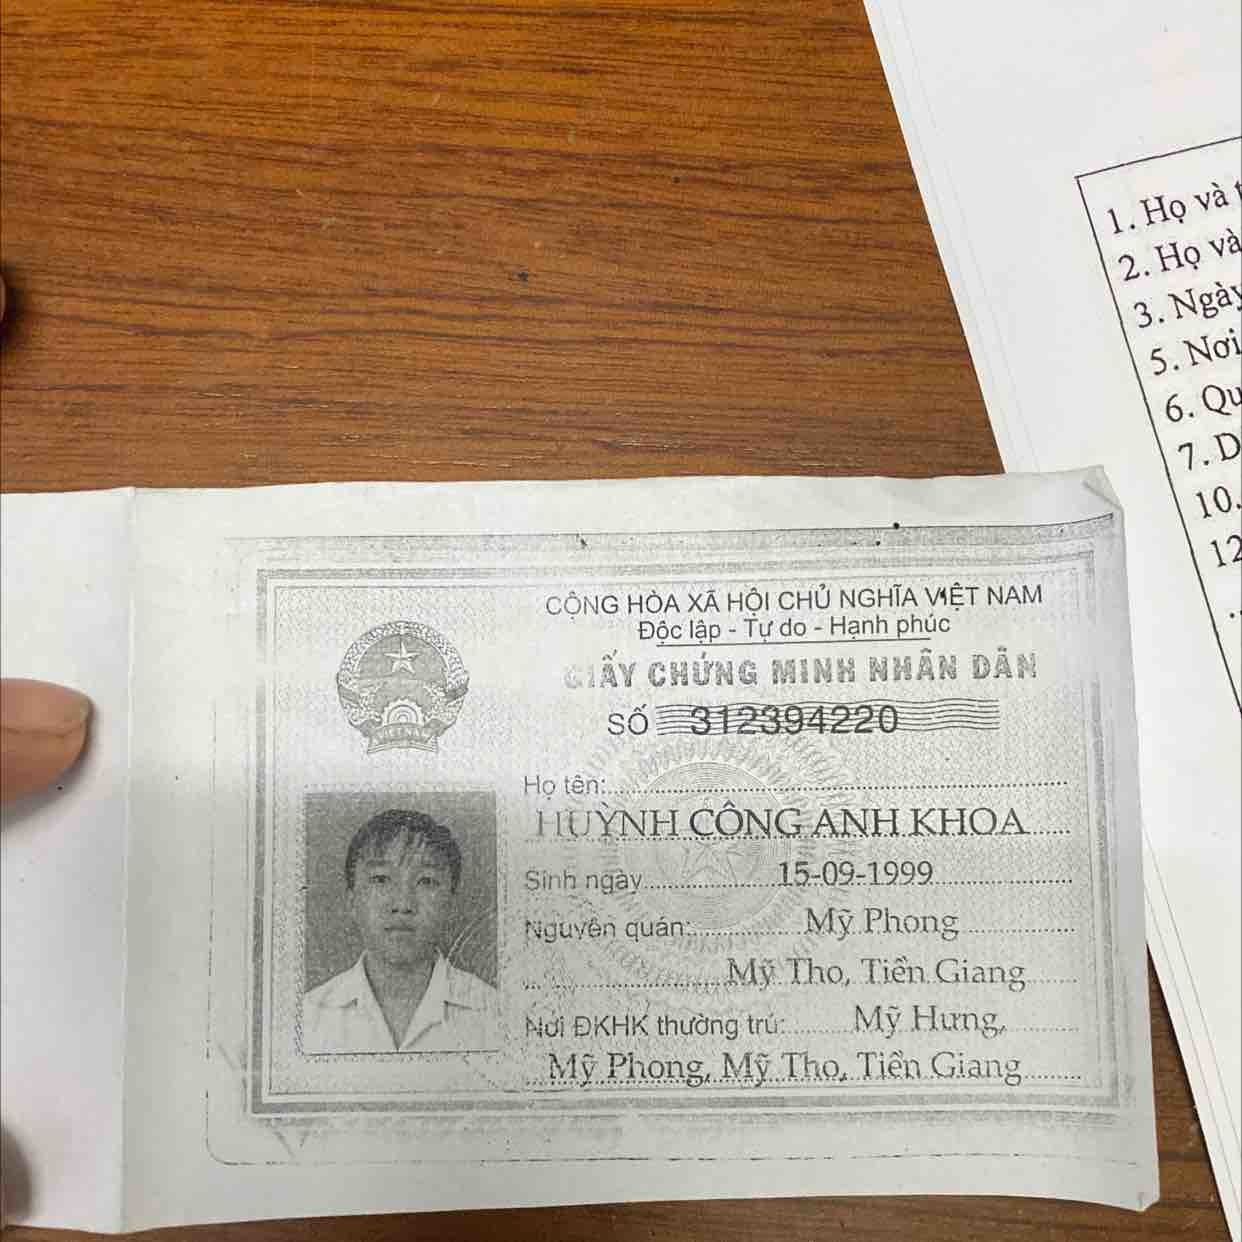 1. Họ và t
2. Họ và
3. Ngày
5. Nơi
6. Qu
7. D
10.
12
CỘNG HÒA XÃ HỘI CHỦ NGHĨA VIỆT NAM
Độc lập - Tự do - Hạnh phúc
GIẤY CHỨNG MINH NHÂN DÂN
SỐ 312394220
VIỆT NAM
Họ tên:
HUỲNH CÔNG ANH KHOA
Sinh ngày 15-09-1999
Nguyên quán: Mỹ Phong
Mỹ Tho, Tiền Giang
Nơi ĐKHK thường trú: Mỹ Hưng,
Mỹ Phong, Mỹ Tho, Tiền Giang